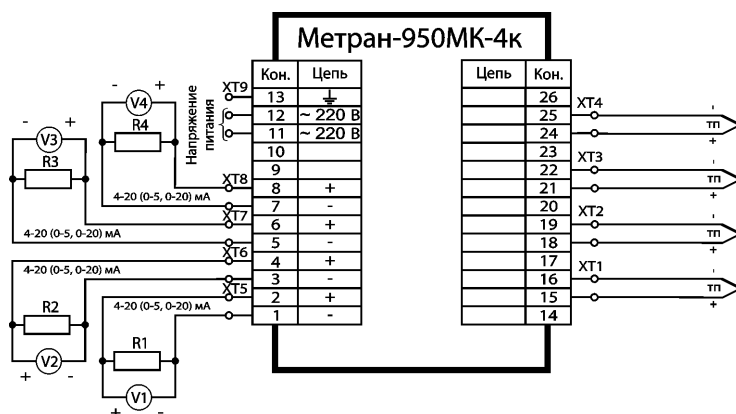 Метран-950МК-4к
Кон. Цепь
13
12 ~ 220 В
11 ~ 220 В
10
9
8 +
7 -
6 +
5 -
4 +
3 -
2 +
1 -
Цепь Кон.
26
25
24
23
22
21
20
19
18
17
16
15
14
XT9
Напряжение
питания
- V4 +
R4
- V3 +
R3
XT8
4-20 (0-5, 0-20) мА
XT7
4-20 (0-5, 0-20) мА
XT6
4-20 (0-5, 0-20) мА
XT5
4-20 (0-5, 0-20) мА
R2
+ V2 -
R1
+ V1 -
XT4
-
ТП
+
XT3
-
ТП
+
XT2
-
ТП
+
XT1
-
ТП
+